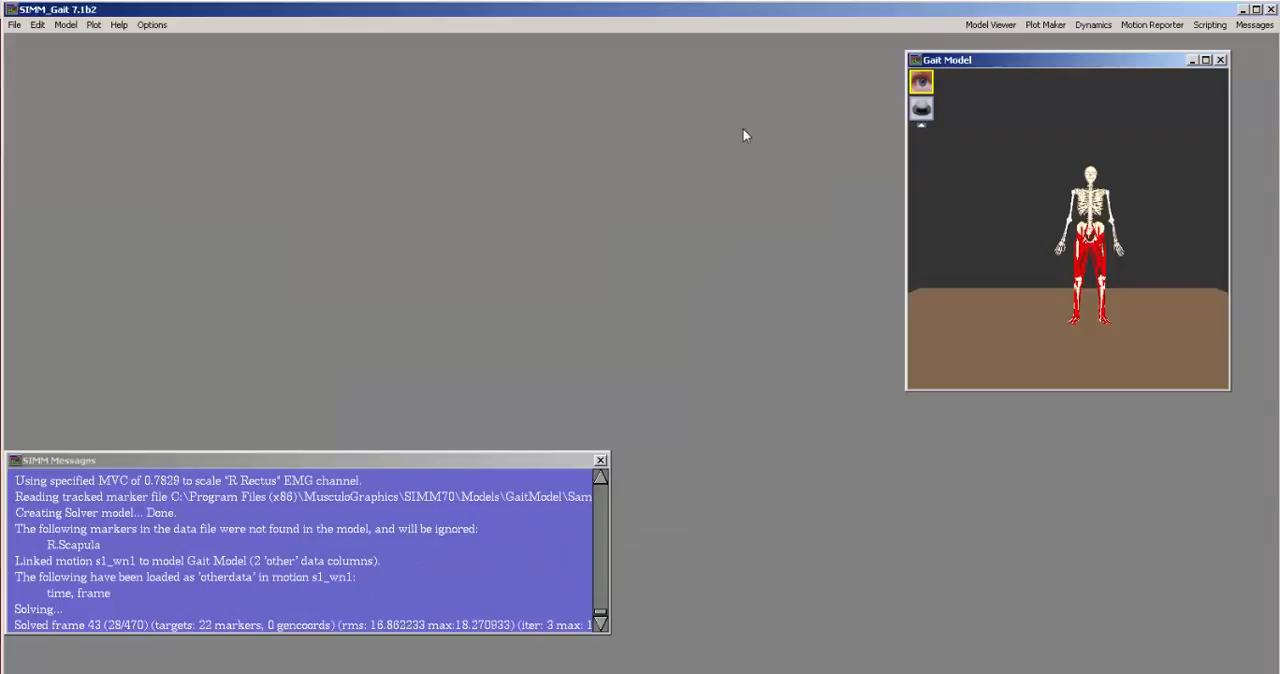 SIMM_Gait 7.1b2
File Edit Model Plot Help Options Model Viewer Plot Maker Dynamics Motion Reporter Scripting Messages
Gait Model
SIMM Messages
Using specified MVC of 0.7829 to scale "R Rectus" EMG channel.
Reading tracked marker file C:\Program Files (x86)\MusculoGraphics\SIMM70\Models\GaitModel\Sam
Creating Solver model... Done.
The following markers in the data file were not found in the model, and will be ignored:
R.Scapula
Linked motion s1_wn1 to model Gait Model (2 'other' data columns).
The following have been loaded as 'otherdata' in motion s1_wn1:
time, frame
Solving...
Solved frame 43 (28/470) (targets: 22 markers, 0 gencoords) (rms: 16.862233 max:18.270933) (iter: 3 max: 1